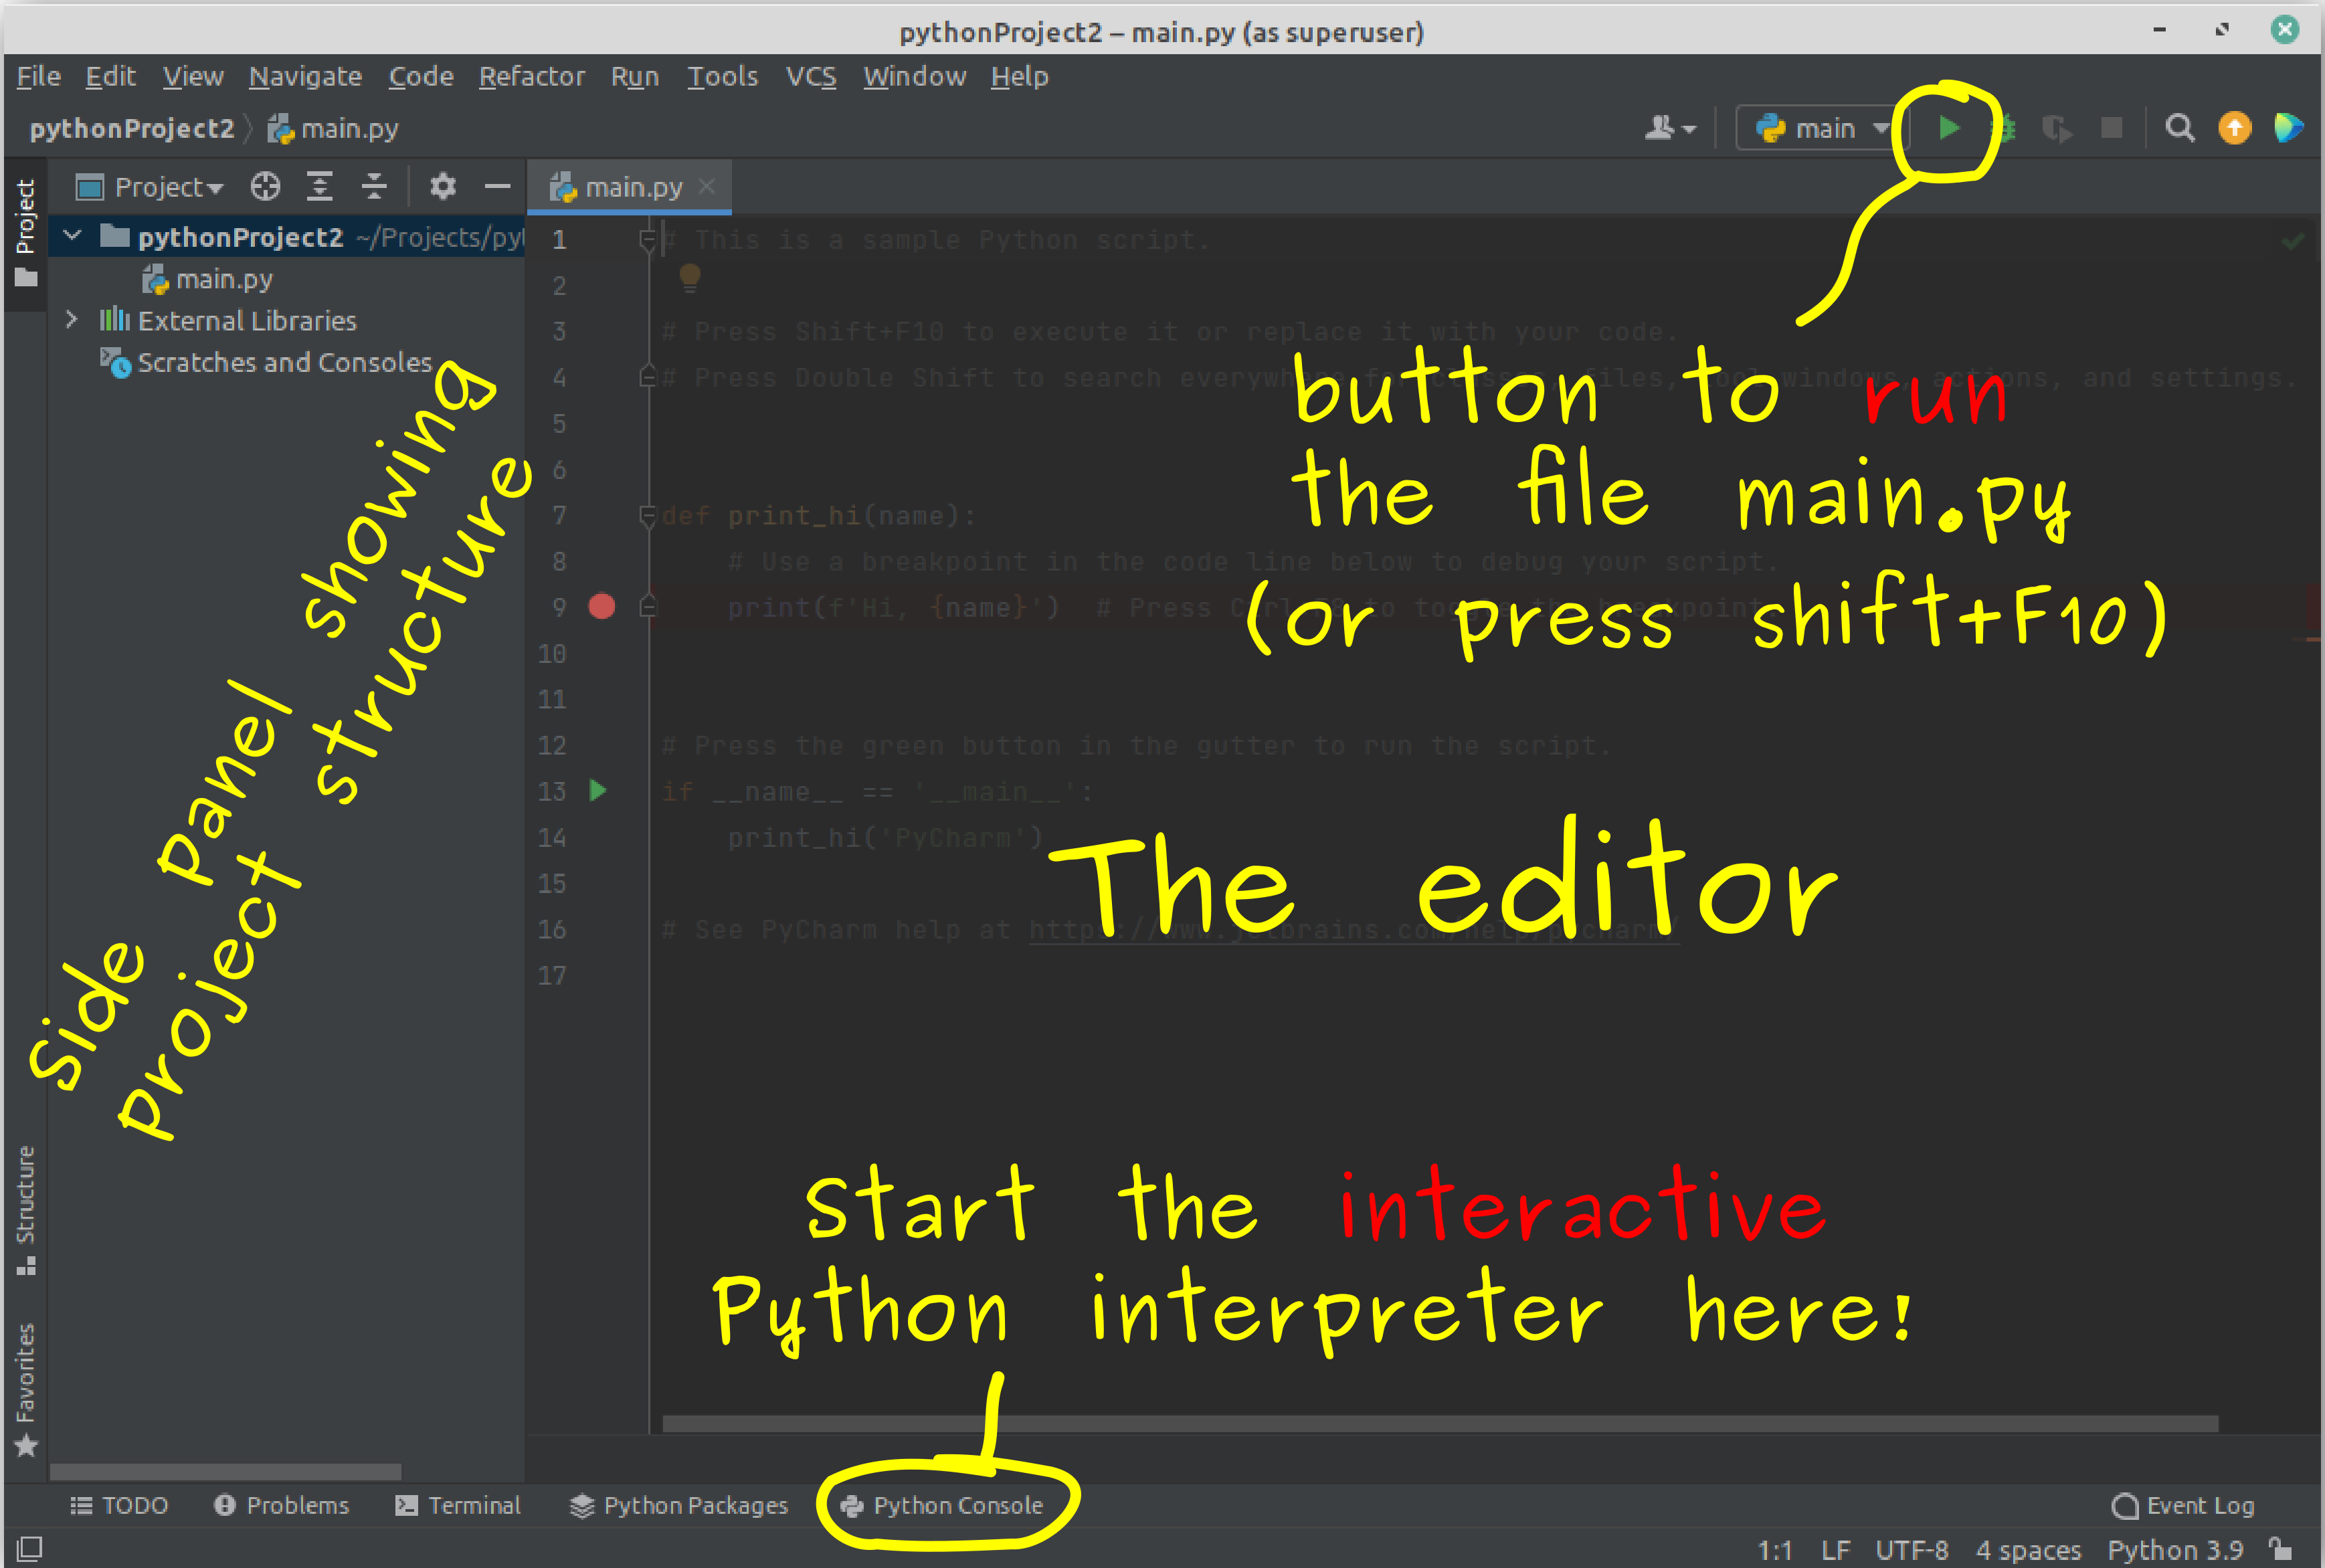 pythonProject2 – main.py (as superuser)
File Edit View Navigate Code Refactor Run Tools VCS Window Help
pythonProject2 main.py main
Project
Project main.py
pythonProject2 ~/Projects/pyt
main.py
External Libraries
Scratches and Consoles
1 # This is a sample Python script.
2
3 # Press Shift+F10 to execute it or replace it with your code.
4 # Press Double Shift to search everywhere for classes, files, tool windows, actions, and settings.
5
6
7 def print_hi(name):
8 # Use a breakpoint in the code line below to debug your script.
9 print(f'Hi, {name}') # Press Ctrl F8 to toggle the breakpoint
10
11
12 # Press the green button in the gutter to run the script.
13 if __name__ == '__main__':
14 print_hi('PyCharm')
15
16 # See PyCharm help at https://www.jetbrains.com/help/pycharm/
17
button to run
the file main.py
(or press shift+F10)
Side panel showing
project structure
The editor
Start the interactive
Python interpreter here!
Structure
Favorites
TODO Problems Terminal Python Packages Python Console Event Log
1:1 LF UTF-8 4 spaces Python 3.9